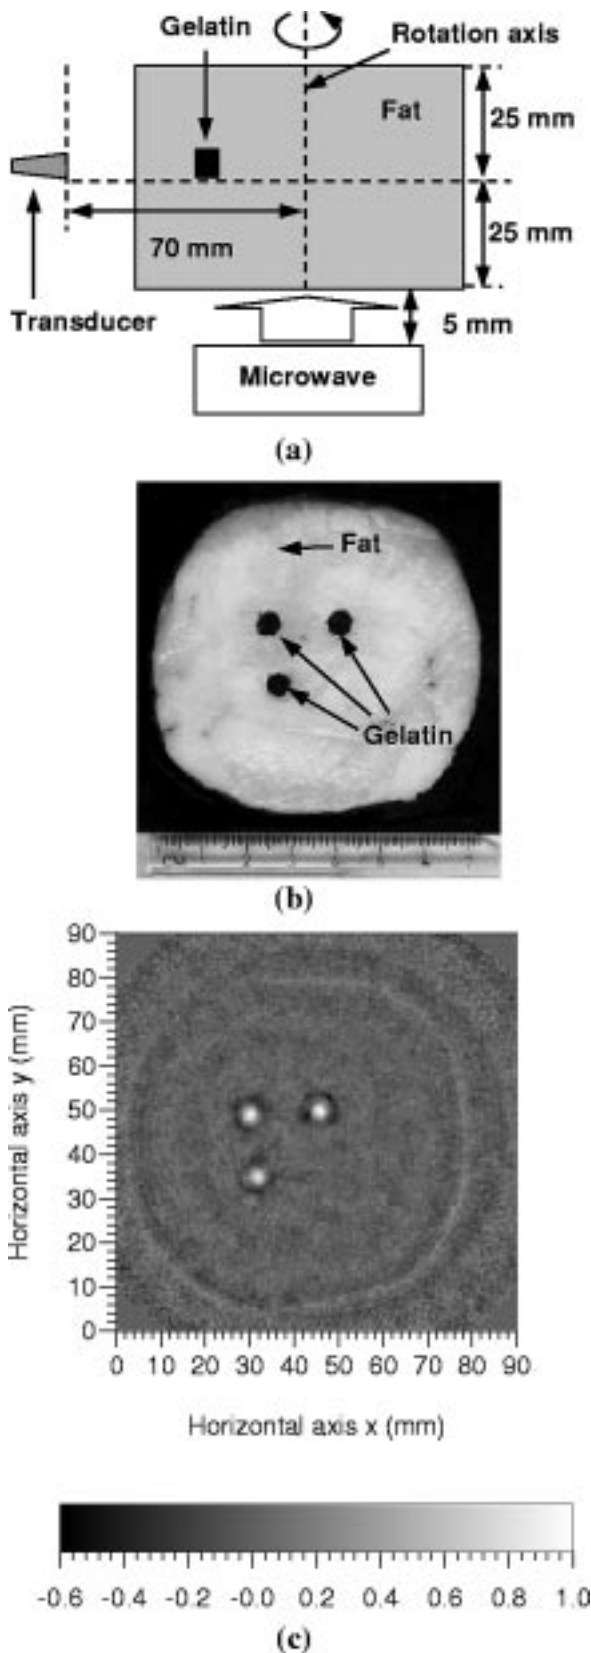 Gelatin
Rotation axis
Fat
25 mm
70 mm
25 mm
Transducer
5 mm
Microwave
(a)
Fat
Gelatin
(b)
90
80
70
60
50
40
30
20
10
0
Horizontal axis y (mm)
0 10 20 30 40 50 60 70 80 90
Horizontal axis x (mm)
-0.6 -0.4 -0.2 -0.0 0.2 0.4 0.6 0.8 1.0
(c)